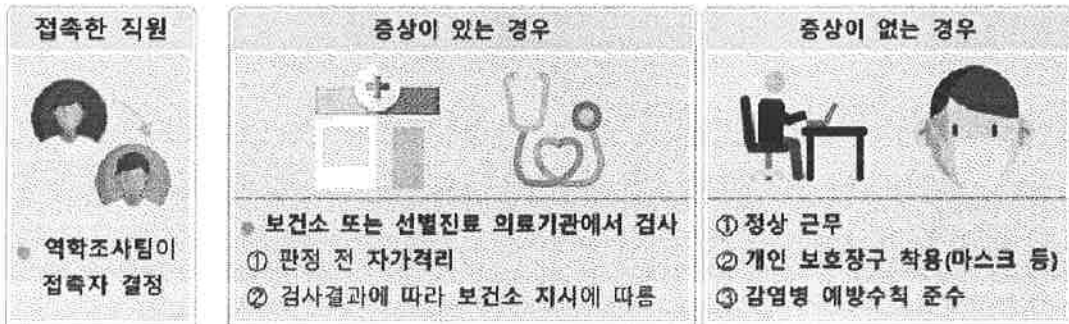 접촉한 직원
● 역학조사팀이
접촉자 결정
증상이 있는 경우
● 보건소 또는 선별진료 의료기관에서 검사
① 판정 전 자가격리
② 검사결과에 따라 보건소 지시에 따름
증상이 없는 경우
① 정상 근무
② 개인 보호장구 착용(마스크 등)
③ 감염병 예방수칙 준수